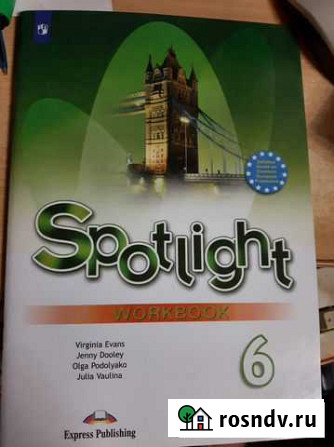 Spotlight
WORKBOOK
Virginia Evans
Jenny Dooley
Olga Podolyako
Julia Vaulina
6
Express Publishing
rosndv.ru